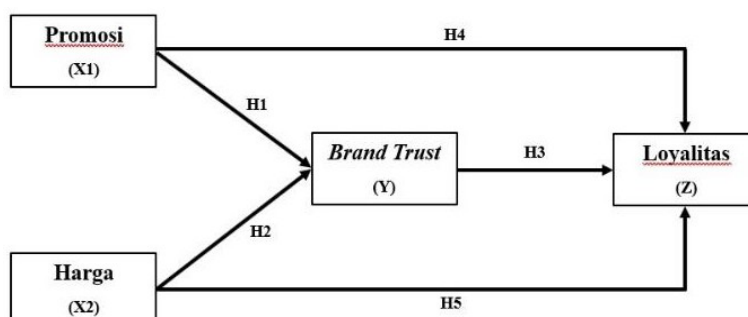 Promosi
(X1)
H4
H1
Brand Trust
(Y)
H3
Loyalitas
(Z)
H2
Harga
(X2)
H5